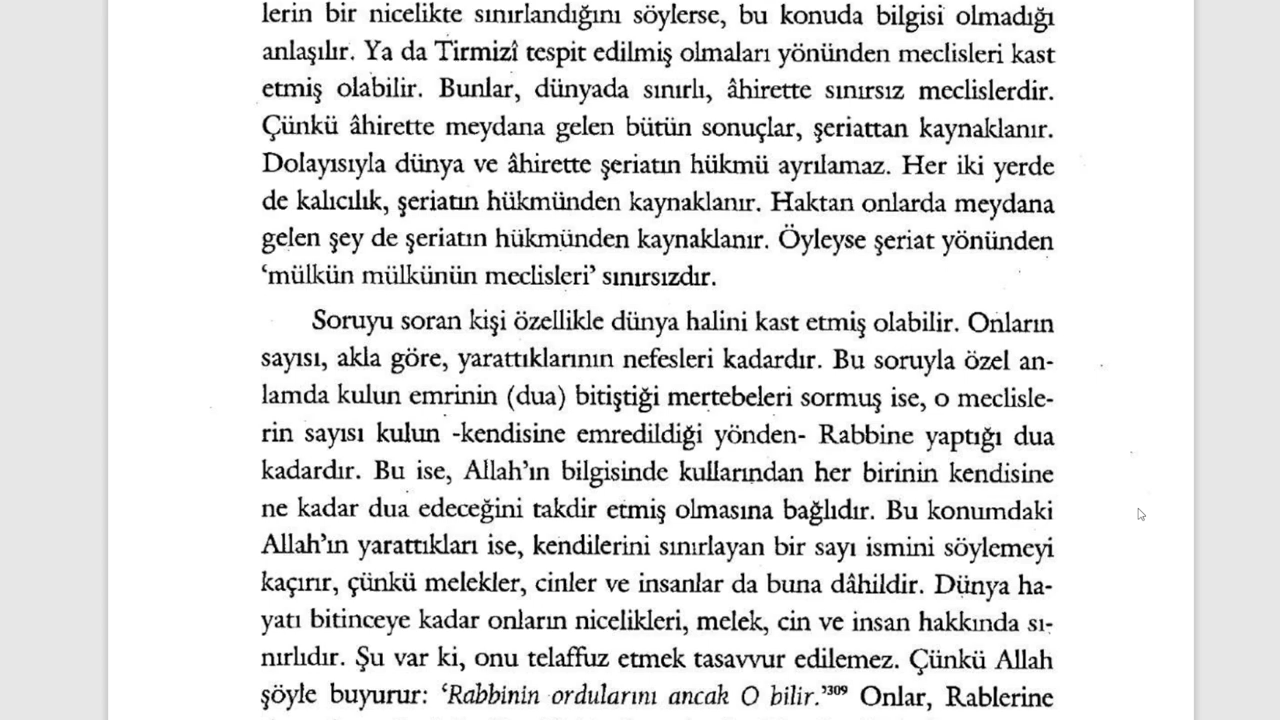 lerin bir nicelikte sınırlandığını söylerse, bu konuda bilgisi olmadığı
anlaşılır. Ya da Tirmizî tespit edilmiş olmaları yönünden meclisleri kast
etmiş olabilir. Bunlar, dünyada sınırlı, âhirette sınırsız meclislerdir.
Çünkü âhirette meydana gelen bütün sonuçlar, şeriattan kaynaklanır.
Dolayısıyla dünya ve âhirette şeriatın hükmü ayrılamaz. Her iki yerde
de kalıcılık, şeriatın hükmünden kaynaklanır. Haktan onlarda meydana
gelen şey de şeriatın hükmünden kaynaklanır. Öyleyse şeriat yönünden
‘mülkün mülkünün meclisleri’ sınırsızdır.
Soruyu soran kişi özellikle dünya halini kast etmiş olabilir. Onların
sayısı, akla göre, yarattıklarının nefesleri kadardır. Bu soruyla özel an-
lamda kulun emrinin (dua) bitiştiği mertebeleri sormuş ise, o meclisle-
rin sayısı kulun -kendisine emredildiği yönden- Rabbine yaptığı dua
kadardır. Bu ise, Allah’ın bilgisinde kullarından her birinin kendisine
ne kadar dua edeceğini takdir etmiş olmasına bağlıdır. Bu konumdaki
Allah’ın yarattıkları ise, kendilerini sınırlayan bir sayı ismini söylemeyi
kaçırır, çünkü melekler, cinler ve insanlar da buna dâhildir. Dünya ha-
yatı bitinceye kadar onların nicelikleri, melek, cin ve insan hakkında sı-
nırlıdır. Şu var ki, onu telaffuz etmek tasavvur edilemez. Çünkü Allah
şöyle buyurur: ‘Rabbinin ordularını ancak O bilir.’³⁰⁹ Onlar, Rablerine